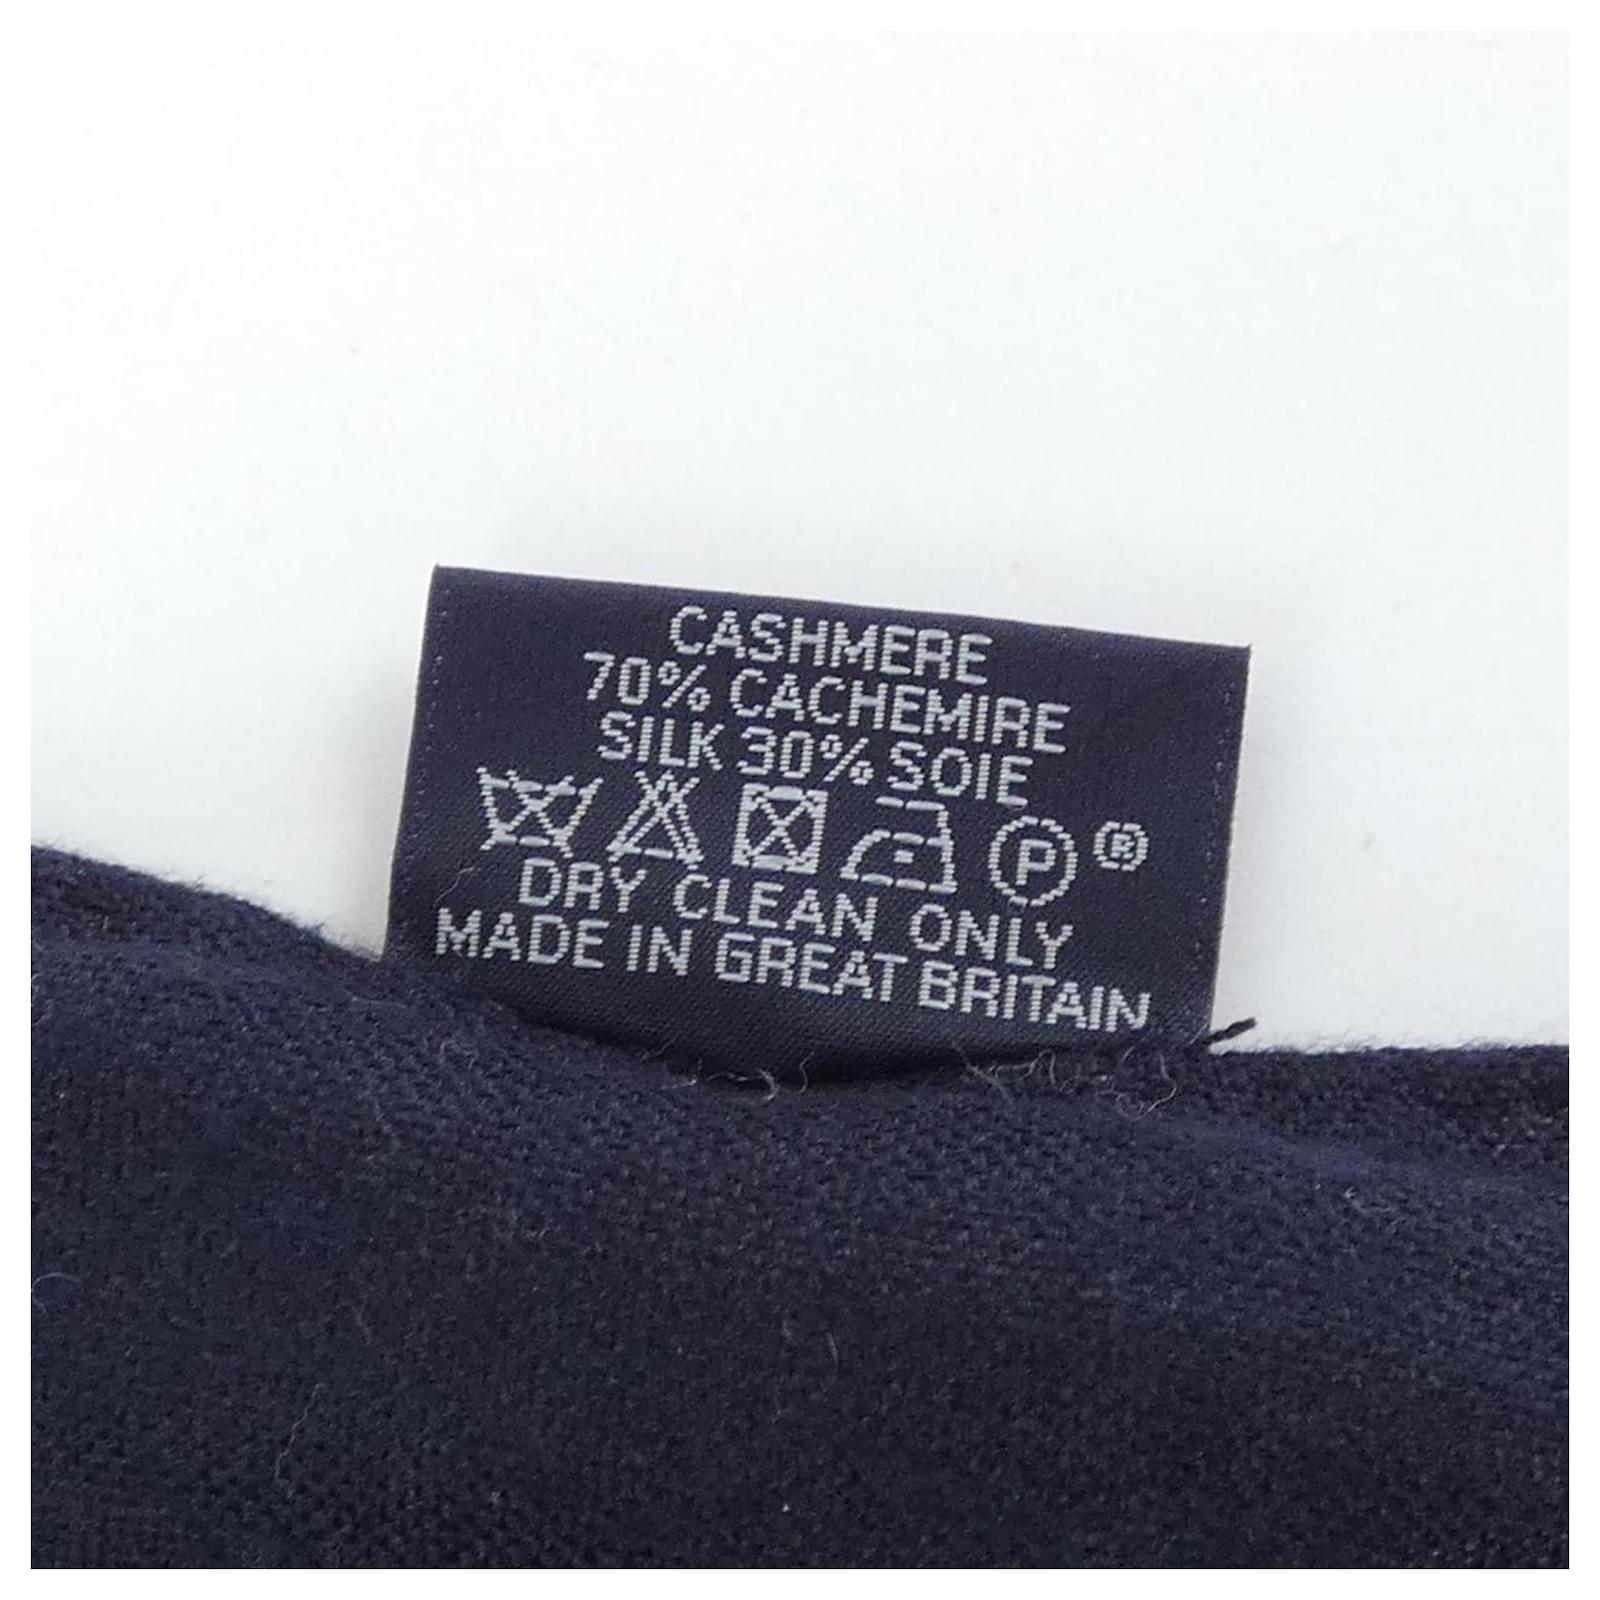 CASHMERE
70% CACHEMIRE
SILK 30% SOIE
P ®
DRY CLEAN ONLY
MADE IN GREAT BRITAIN